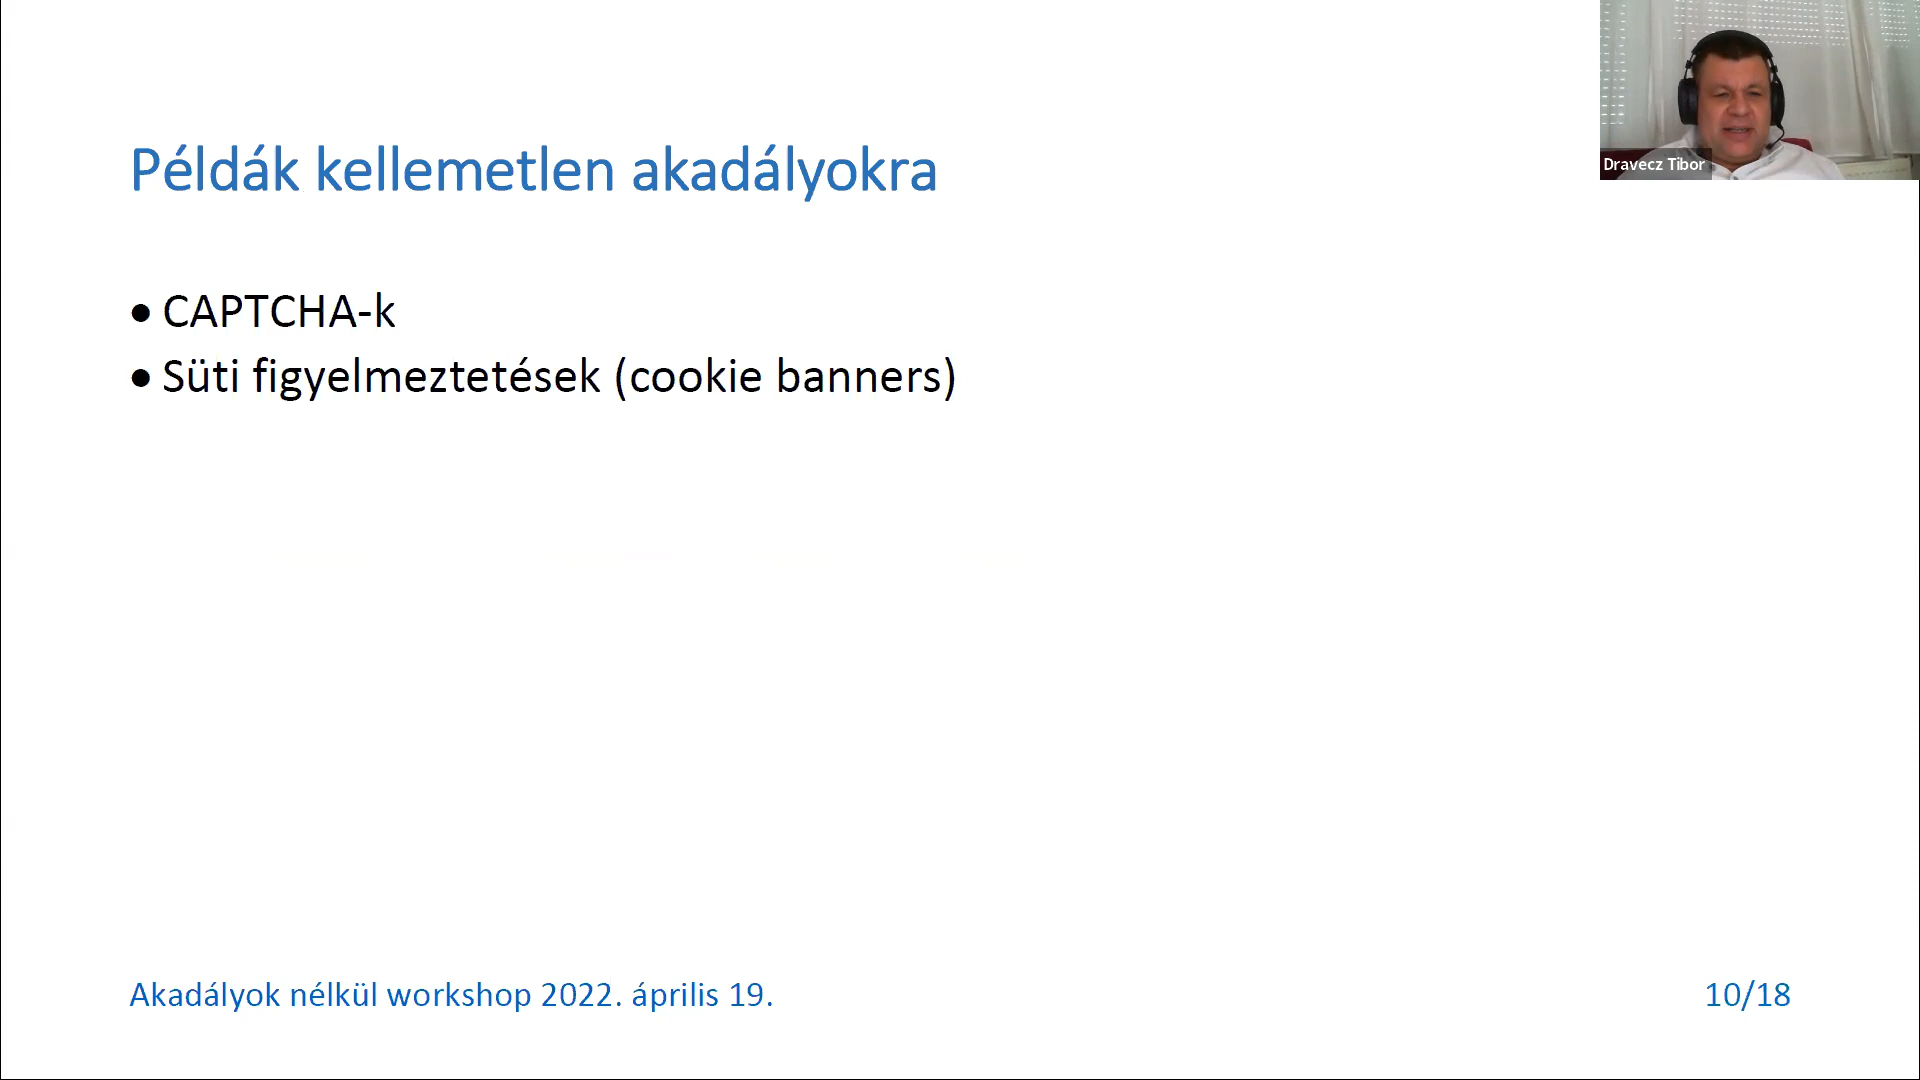 Dravecz Tibor
Példák kellemetlen akadályokra
• CAPTCHA-k
• Süti figyelmeztetések (cookie banners)
Akadályok nélkül workshop 2022. április 19.
10/18